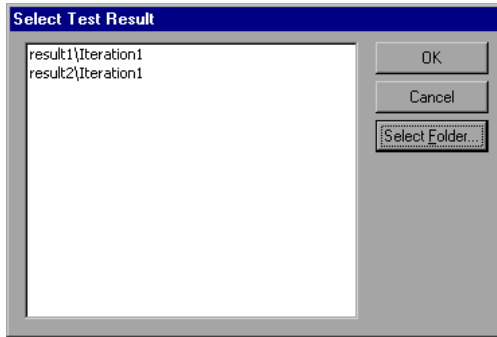 Select Test Result
result1\Iteration1
result2\Iteration1
OK
Cancel
Select Folder...